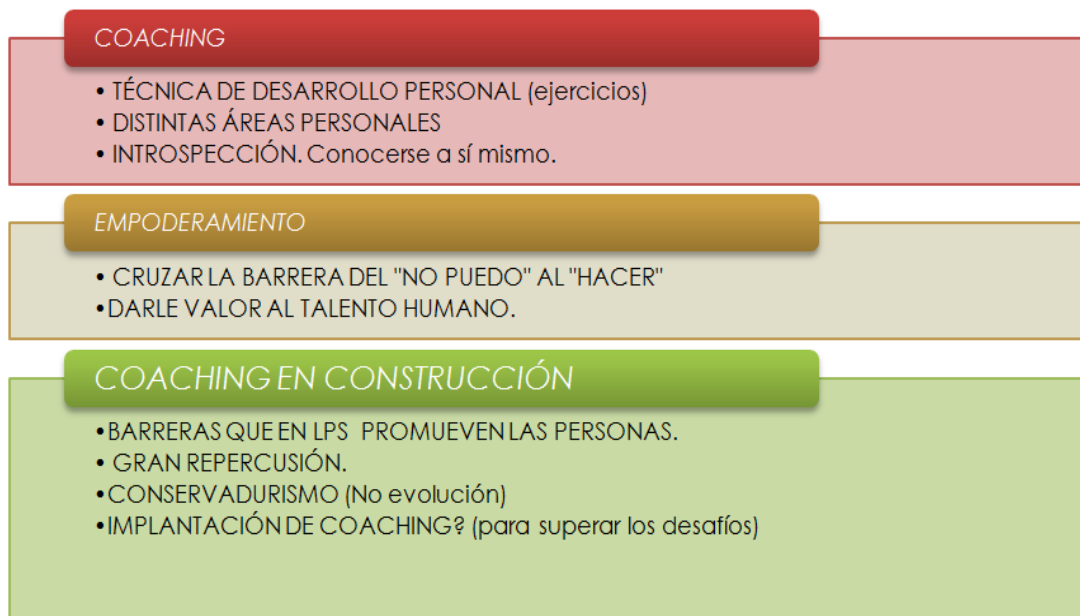 COACHING
• TÉCNICA DE DESARROLLO PERSONAL (ejercicios)
• DISTINTAS ÁREAS PERSONALES
• INTROSPECCIÓN. Conocerse a sí mismo.
EMPODERAMIENTO
• CRUZAR LA BARRERA DEL "NO PUEDO" AL "HACER"
•DARLE VALOR AL TALENTO HUMANO.
COACHING EN CONSTRUCCIÓN
•BARRERAS QUE EN LPS PROMUEVEN LAS PERSONAS.
• GRAN REPERCUSIÓN.
•CONSERVADURISMO (No evolución)
•IMPLANTACIÓN DE COACHING? (para superar los desafíos)